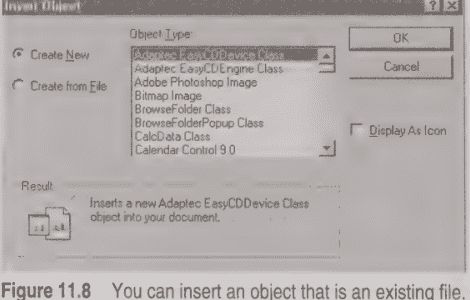 Insert Object
Object Type:
Create New
Create from File
Adaptec EasyCDDevice Class
Adaptec EasyCDEngine Class
Adobe Photoshop Image
Bitmap Image
BrowseFolder Class
BrowseFolderPopup Class
CalcData Class
Calendar Control 9.0
OK
Cancel
Display As Icon
Result
Inserts a new Adaptec EasyCDDevice Class
object into your document.
Figure 11.8 You can insert an object that is an existing file.